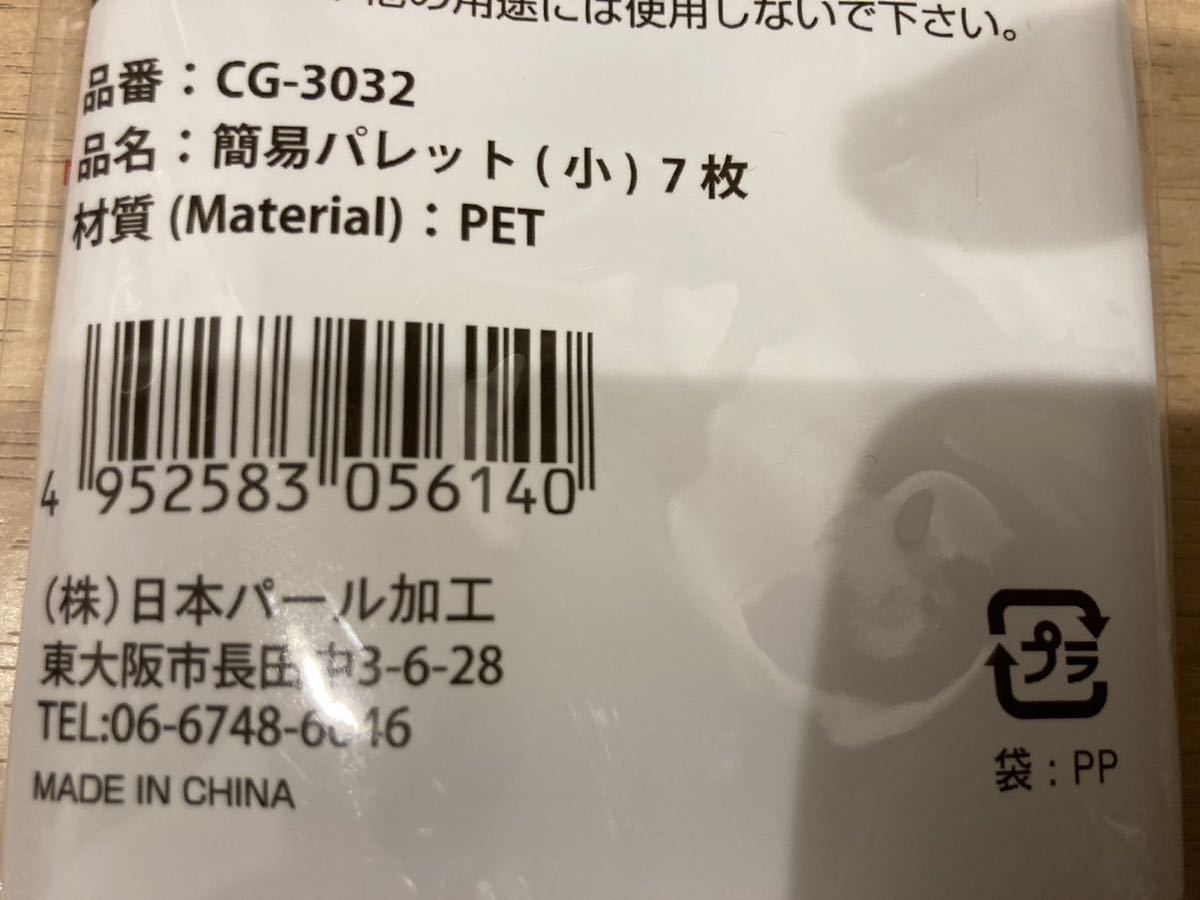 他の用途には使用しないで下さい。
品番：CG-3032
品名：簡易パレット(小) 7枚
材質 (Material)：PET
4 952583 056140
(株)日本パール加工
東大阪市長田中3-6-28
TEL:06-6748-6
MADE IN CHINA
プラ
袋：PP